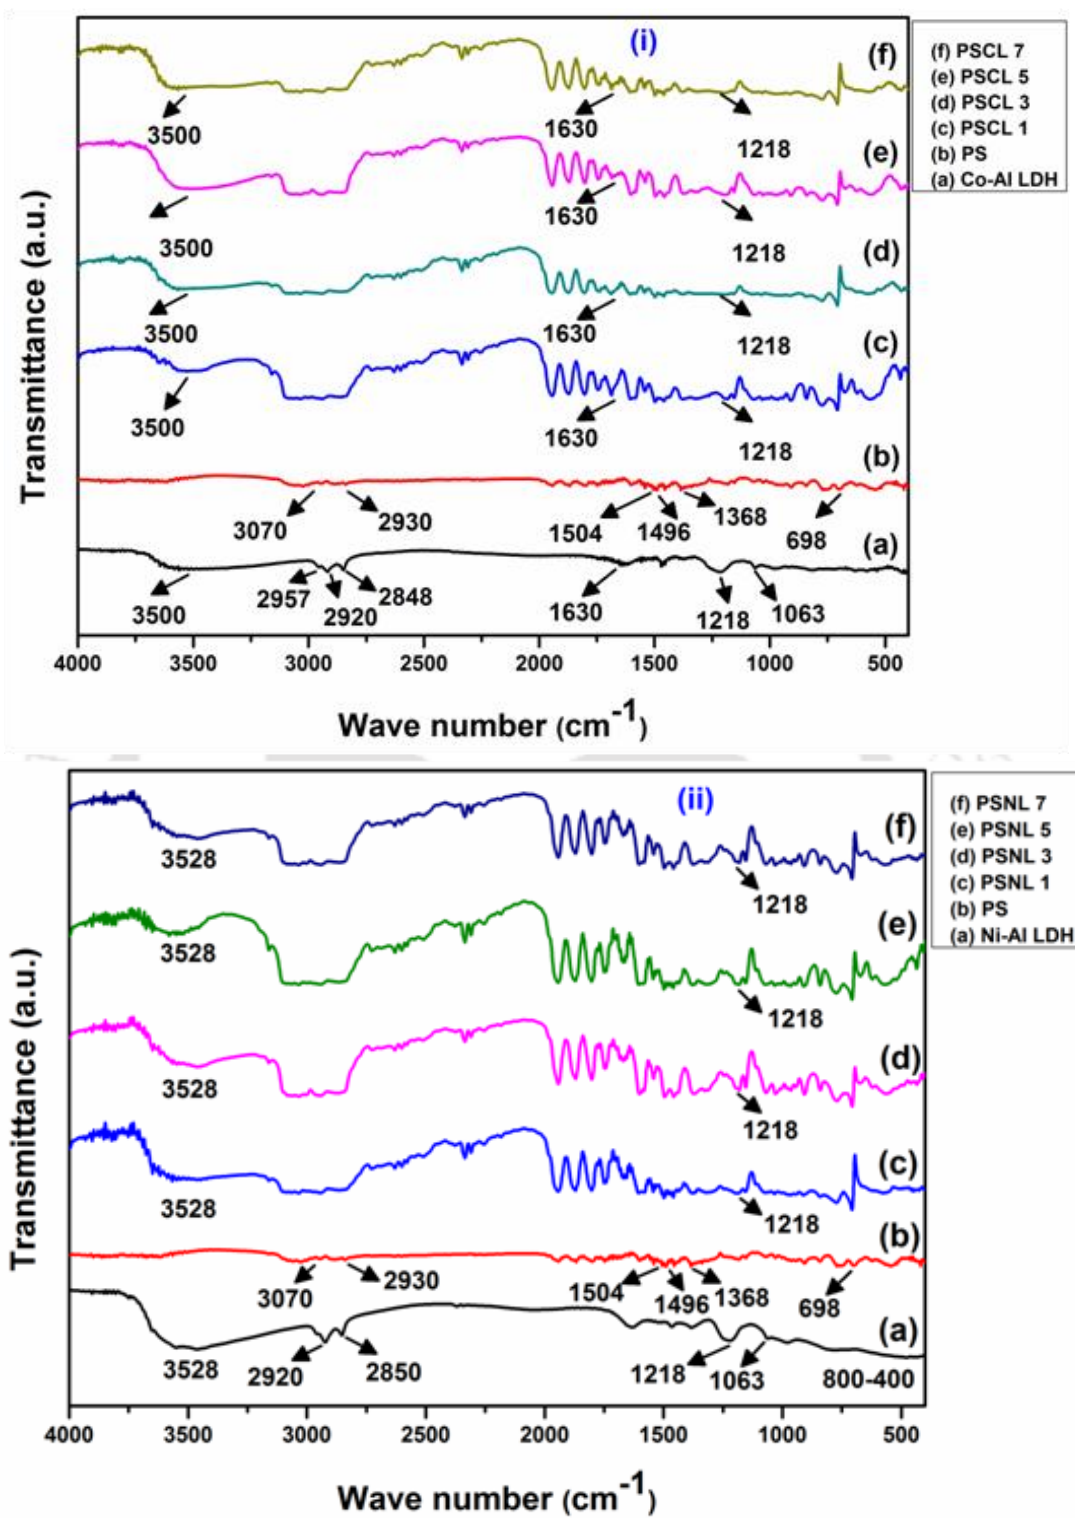 (i)
(f) PSCL 7
(e) PSCL 5
(d) PSCL 3
(c) PSCL 1
(b) PS
(a) Co-Al LDH
(f)
3500
1630
1218
(e)
3500
1630
1218
(d)
3500
1630
1218
(c)
3500
1630
1218
(b)
3070
2930
1504
1496
1368
698
(a)
3500
2957
2920
2848
1630
1218
1063
Transmittance (a.u.)
4000 3500 3000 2500 2000 1500 1000 500
Wave number (cm-1)
(ii)
(f) PSNL 7
(e) PSNL 5
(d) PSNL 3
(c) PSNL 1
(b) PS
(a) Ni-Al LDH
(f)
3528
1218
(e)
3528
1218
(d)
3528
1218
(c)
3528
1218
(b)
3070
2930
1504
1496
1368
698
(a)
3528
2920
2850
1218
1063
800-400
Transmittance (a.u.)
4000 3500 3000 2500 2000 1500 1000 500
Wave number (cm-1)